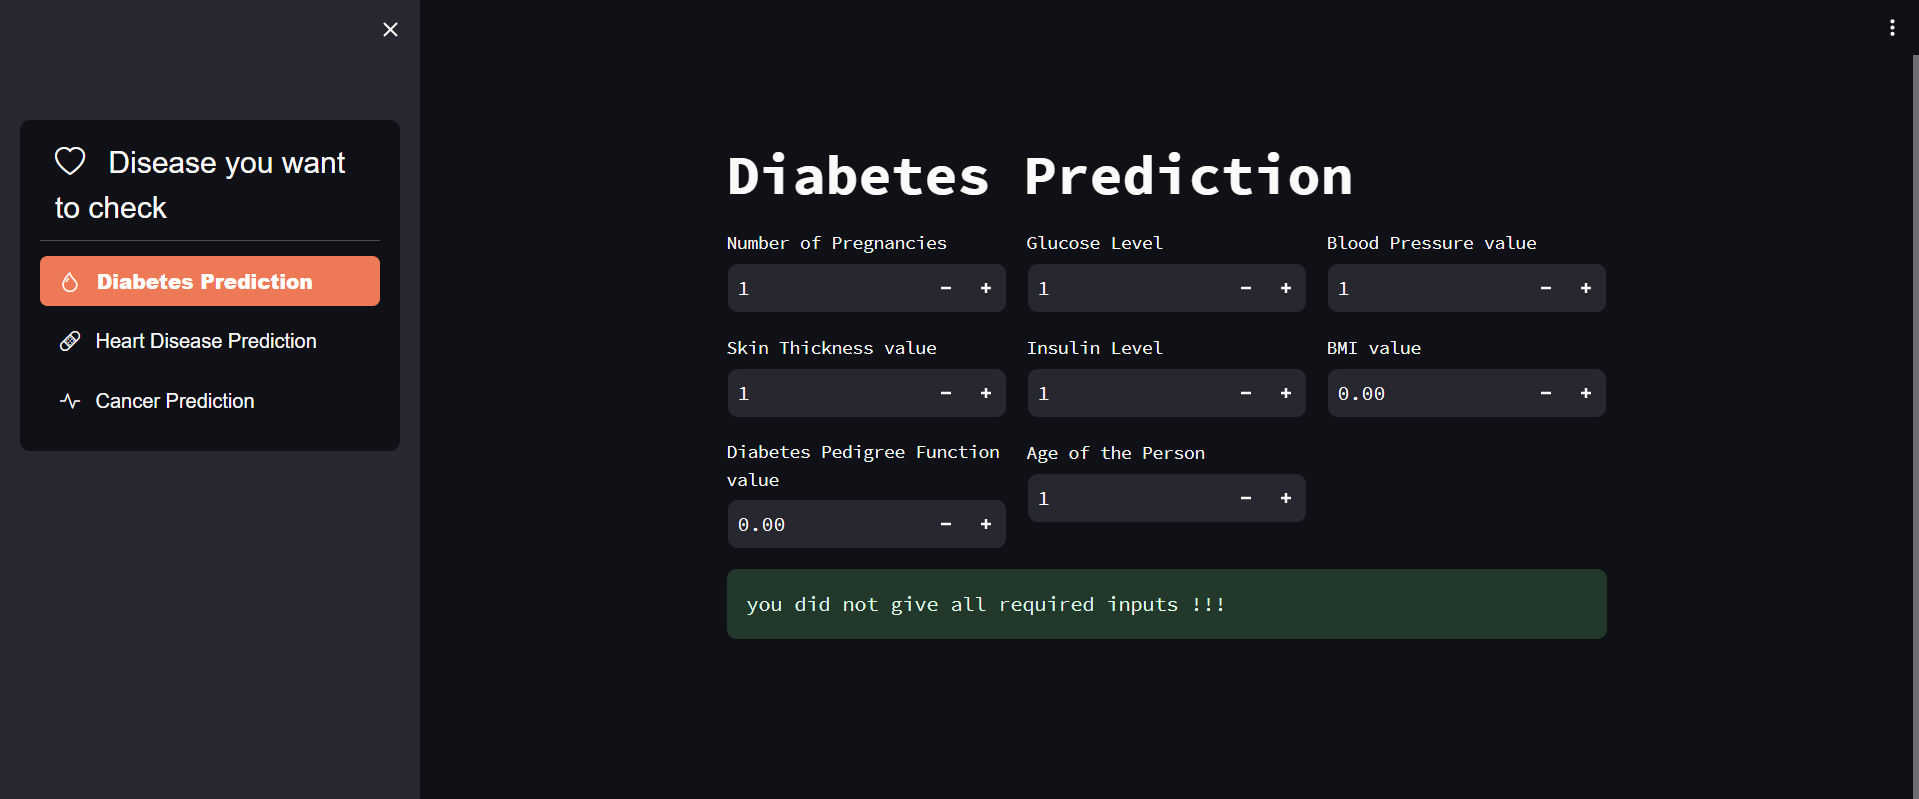 Disease you want
to check
Diabetes Prediction
Heart Disease Prediction
Cancer Prediction
Diabetes Prediction
Number of Pregnancies
1
Glucose Level
1
Blood Pressure value
1
Skin Thickness value
1
Insulin Level
1
BMI value
0.00
Diabetes Pedigree Function
value
0.00
Age of the Person
1
you did not give all required inputs !!!